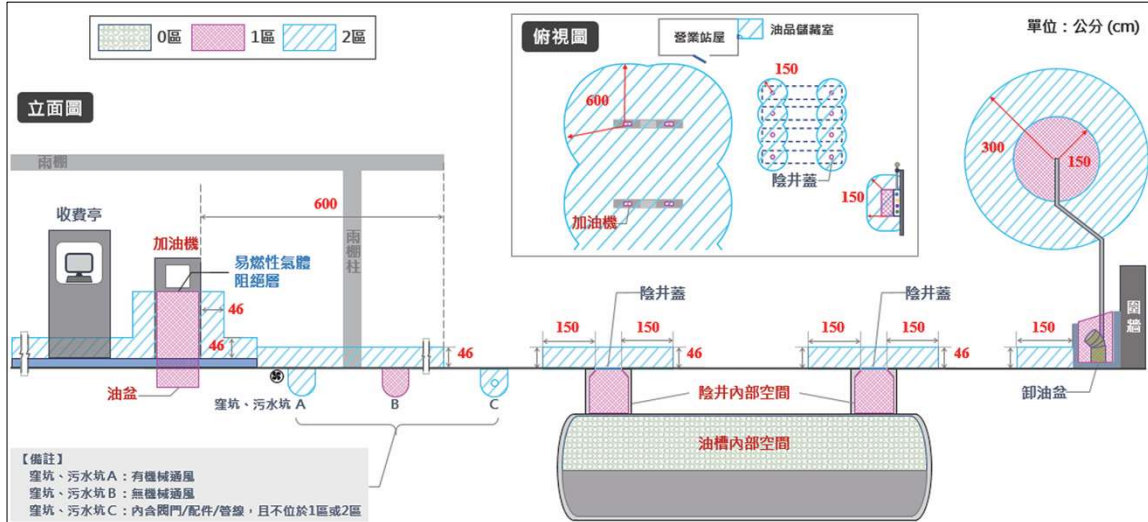 0區
1區
2區
立面圖
俯視圖
營業站屋
油品儲藏室
單位：公分 (cm)
600
150
陰井蓋
加油機
150
300
150
雨棚
600
收費亭
加油機
易燃性氣體
阻絕層
雨棚柱
46
46
46
油盆
窪坑、污水坑 A
B
C
陰井蓋
150
150
46
陰井蓋
150
150
46
150
圍牆
卸油盆
陰井內部空間
油槽內部空間
【備註】
窪坑、污水坑A：有機械通風
窪坑、污水坑B：無機械通風
窪坑、污水坑C：內含閥門/配件/管線，且不位於1區或2區